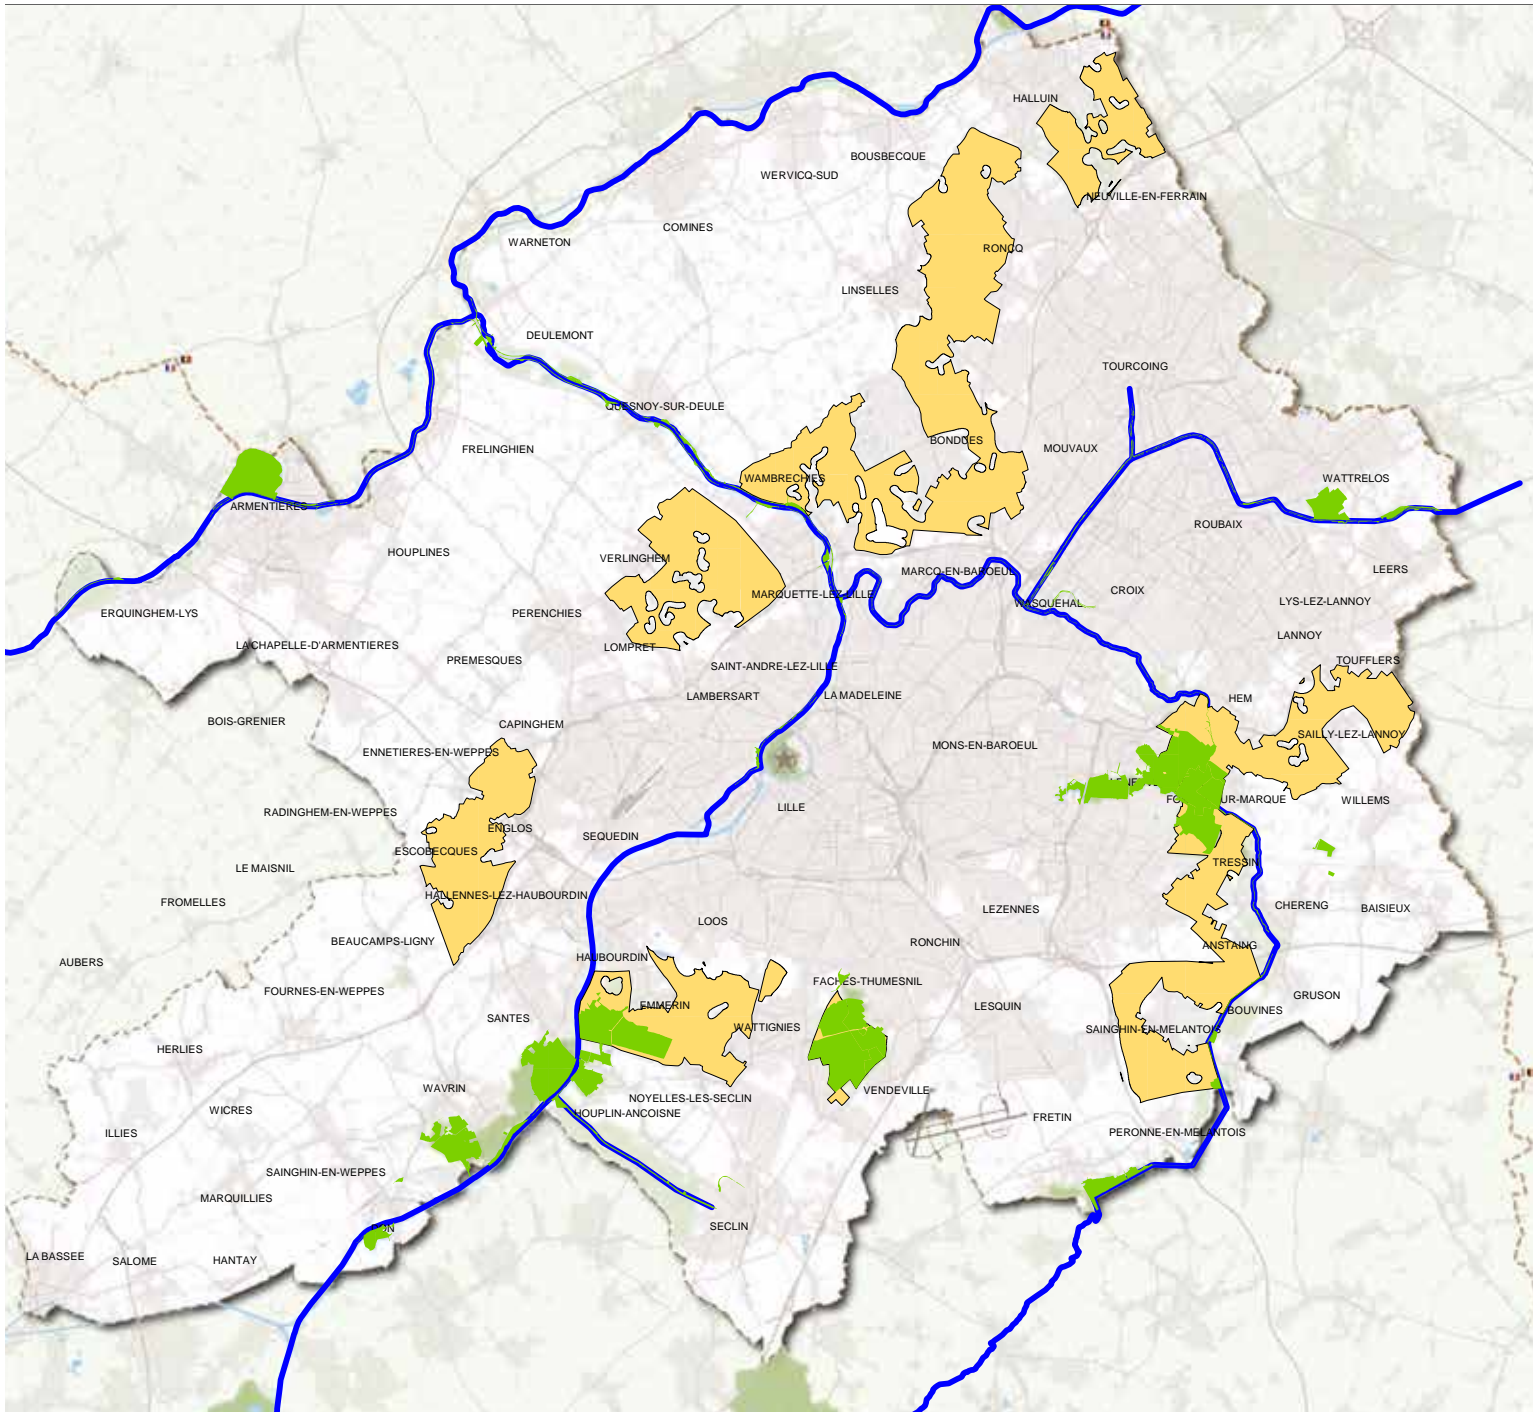 HALLUIN
BOUSBECQUE
WERVICQ-SUD
NEUVILLE-EN-FERRAIN
COMINES
WARNETON
RONCQ
LINSELLES
DEULEMONT
TOURCOING
QUESNOY-SUR-DEULE
BONDUES
MOUVAUX
FRELINGHIEN
WAMBRECHIES
WATTRELOS
ARMENTIERES
ROUBAIX
HOUPLINES
VERLINGHEM
MARCQ-EN-BAROEUL
LEERS
CROIX
MARQUETTE-LEZ-LILLE
WASQUEHAL
LYS-LEZ-LANNOY
ERQUINGHEM-LYS
PERENCHIES
LANNOY
LA CHAPELLE-D'ARMENTIERES
LOMPRET
PREMESQUES
TOUFFLERS
SAINT-ANDRE-LEZ-LILLE
LAMBERSART
LA MADELEINE
HEM
BOIS-GRENIER
CAPINGHEM
SAILLY-LEZ-LANNOY
MONS-EN-BAROEUL
ENNETIERES-EN-WEPPES
WILLEMS
UR-MARQUE
LILLE
RADINGHEM-EN-WEPPES
ENGLOS
SEQUEDIN
ESCOBECQUES
TRESSIN
LE MAISNIL
HALLENNES-LEZ-HAUBOURDIN
FROMELLES
CHERENG
BAISIEUX
LEZENNES
LOOS
BEAUCAMPS-LIGNY
RONCHIN
ANSTAING
HAUBOURDIN
AUBERS
FACHES-THUMESNIL
FOURNES-EN-WEPPES
GRUSON
EMMERIN
LESQUIN
BOUVINES
SANTES
WATTIGNIES
SAINGHIN-EN-MELANTOIS
HERLIES
WAVRIN
VENDEVILLE
NOYELLES-LES-SECLIN
WICRES
HOUPLIN-ANCOISNE
FRETIN
ILLIES
PERONNE-EN-MELANTOIS
SAINGHIN-EN-WEPPES
MARQUILLIES
SECLIN
DON
LA BASSEE
SALOME
HANTAY